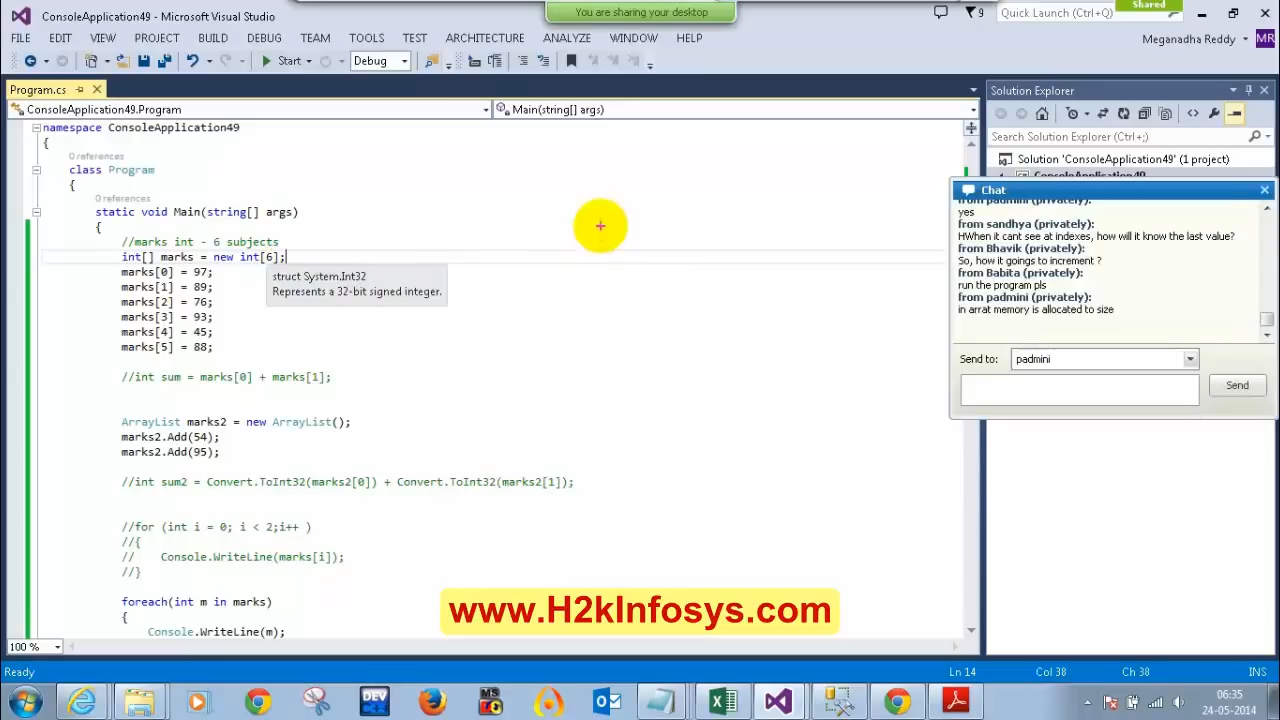 ConsoleApplication49 - Microsoft Visual Studio
You are sharing your desktop
Shared
9
Quick Launch (Ctrl+Q)
FILE EDIT VIEW PROJECT BUILD DEBUG TEAM TOOLS TEST ARCHITECTURE ANALYZE WINDOW HELP
Meganadha Reddy MR
Start Debug
Program.cs
Solution Explorer
ConsoleApplication49.Program
Main(string[] args)
Search Solution Explorer (Ctrl+;)
Solution 'ConsoleApplication49' (1 project)
ConsoleApplication49
namespace ConsoleApplication49
{
0 references
class Program
{
0 references
static void Main(string[] args)
{
//marks int - 6 subjects
int[] marks = new int[6];
struct System.Int32
Represents a 32-bit signed integer.
marks[0] = 97;
marks[1] = 89;
marks[2] = 76;
marks[3] = 93;
marks[4] = 45;
marks[5] = 88;
//int sum = marks[0] + marks[1];
ArrayList marks2 = new ArrayList();
marks2.Add(54);
marks2.Add(95);
//int sum2 = Convert.ToInt32(marks2[0]) + Convert.ToInt32(marks2[1]);
//for (int i = 0; i < 2;i++ )
//{
// Console.WriteLine(marks[i]);
//}
foreach(int m in marks)
{
Console.WriteLine(m);
Chat
from padmini (privately):
yes
from sandhya (privately):
HWhen it cant see at indexes, how will it know the last value?
from Bhavik (privately):
So, how it goings to increment ?
from Babita (privately):
run the program pls
from padmini (privately):
in arrat memory is allocated to size
Send to: padmini
Send
www.H2kInfosys.com
100 %
Ready
Ln 14
Col 38
Ch 38
INS
DEV
MS
06:35
24-05-2014